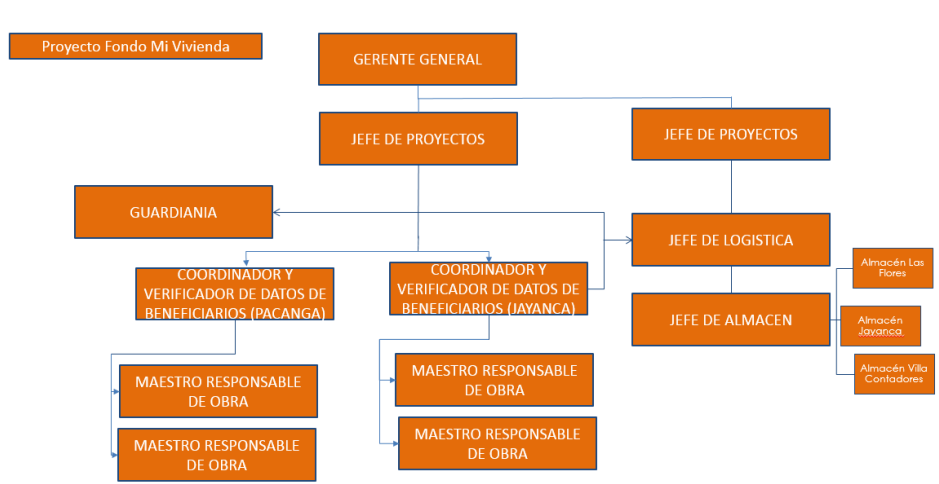 Proyecto Fondo Mi Vivienda
GERENTE GENERAL
JEFE DE PROYECTOS
JEFE DE PROYECTOS
GUARDIANIA
JEFE DE LOGISTICA
COORDINADOR Y
VERIFICADOR DE DATOS DE
BENEFICIARIOS (PACANGA)
COORDINADOR Y
VERIFICADOR DE DATOS DE
BENEFICIARIOS (JAYANCA)
Almacén Las
Flores
JEFE DE ALMACEN
Almacén
Jayanca
Almacén Villa
Contadores
MAESTRO RESPONSABLE
DE OBRA
MAESTRO RESPONSABLE
DE OBRA
MAESTRO RESPONSABLE
DE OBRA
MAESTRO RESPONSABLE
DE OBRA